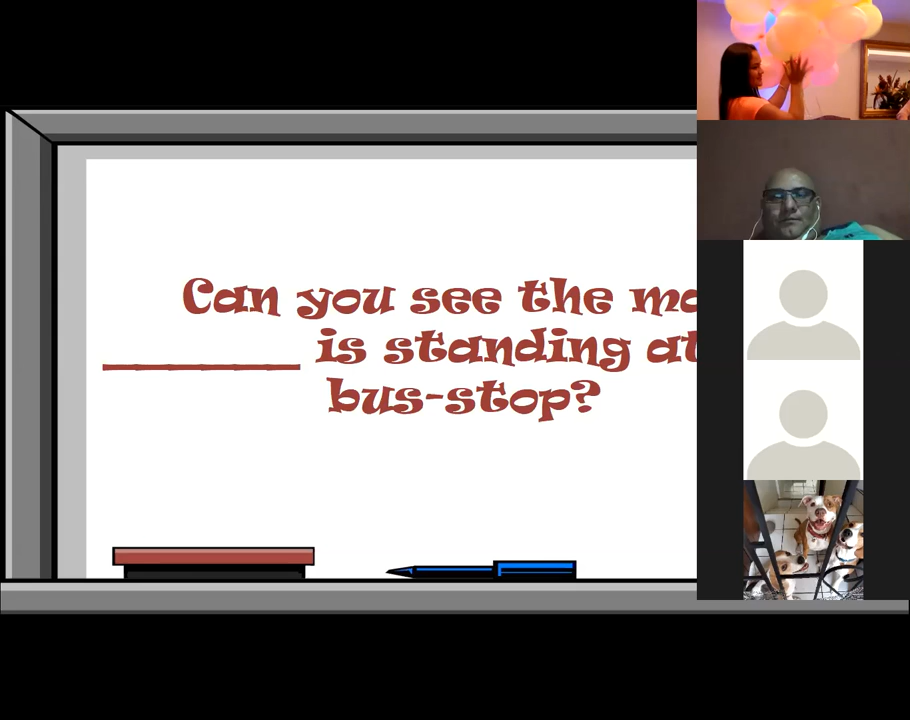 Can you see the
_______ is standing
bus-stop?